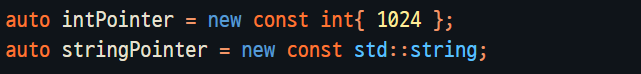 auto intPointer = new const int{ 1024 };
auto stringPointer = new const std::string;